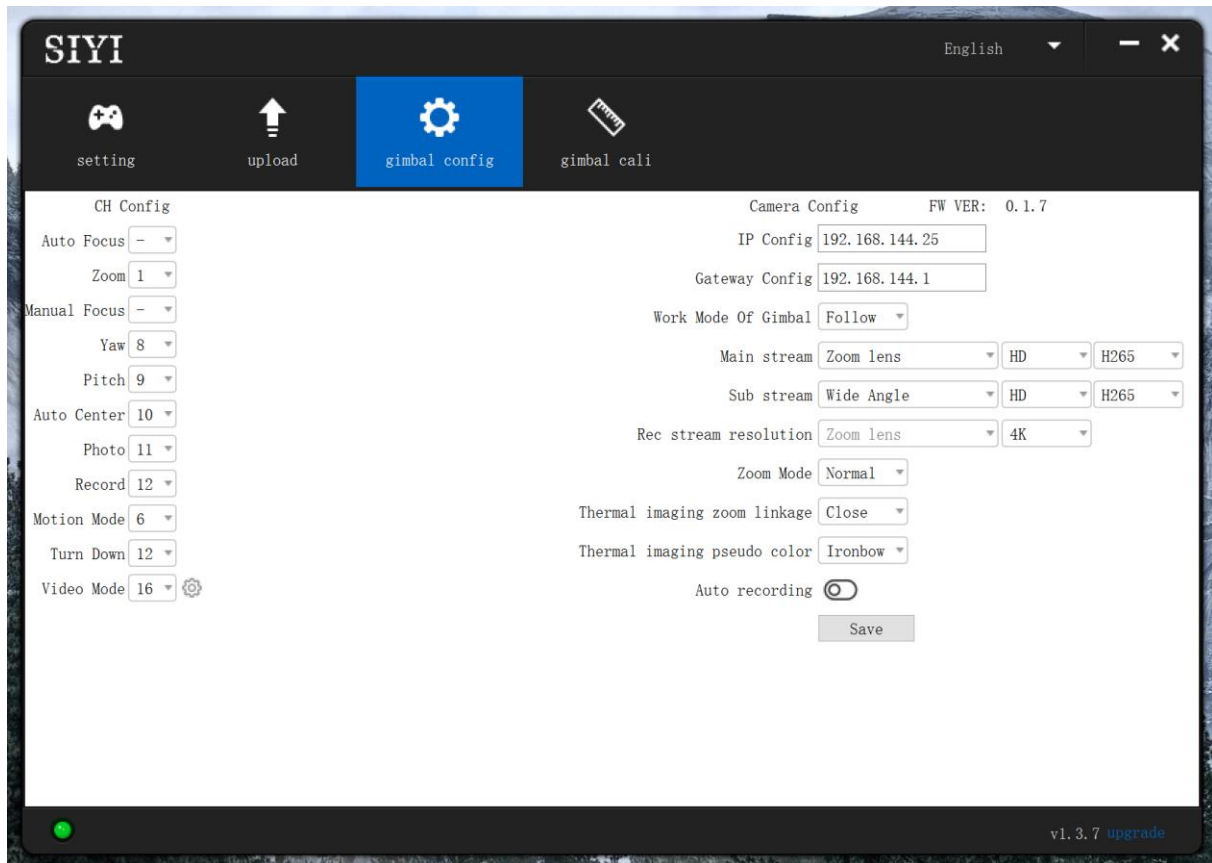 SIYI
English
setting
upload
gimbal config
gimbal cali
CH Config
Auto Focus -
Zoom 1
Manual Focus -
Yaw 8
Pitch 9
Auto Center 10
Photo 11
Record 12
Motion Mode 6
Turn Down 12
Video Mode 16
Camera Config FW VER: 0.1.7
IP Config 192.168.144.25
Gateway Config 192.168.144.1
Work Mode Of Gimbal Follow
Main stream Zoom lens HD H265
Sub stream Wide Angle HD H265
Rec stream resolution Zoom lens 4K
Zoom Mode Normal
Thermal imaging zoom linkage Close
Thermal imaging pseudo color Ironbow
Auto recording
Save
v1.3.7 upgrade